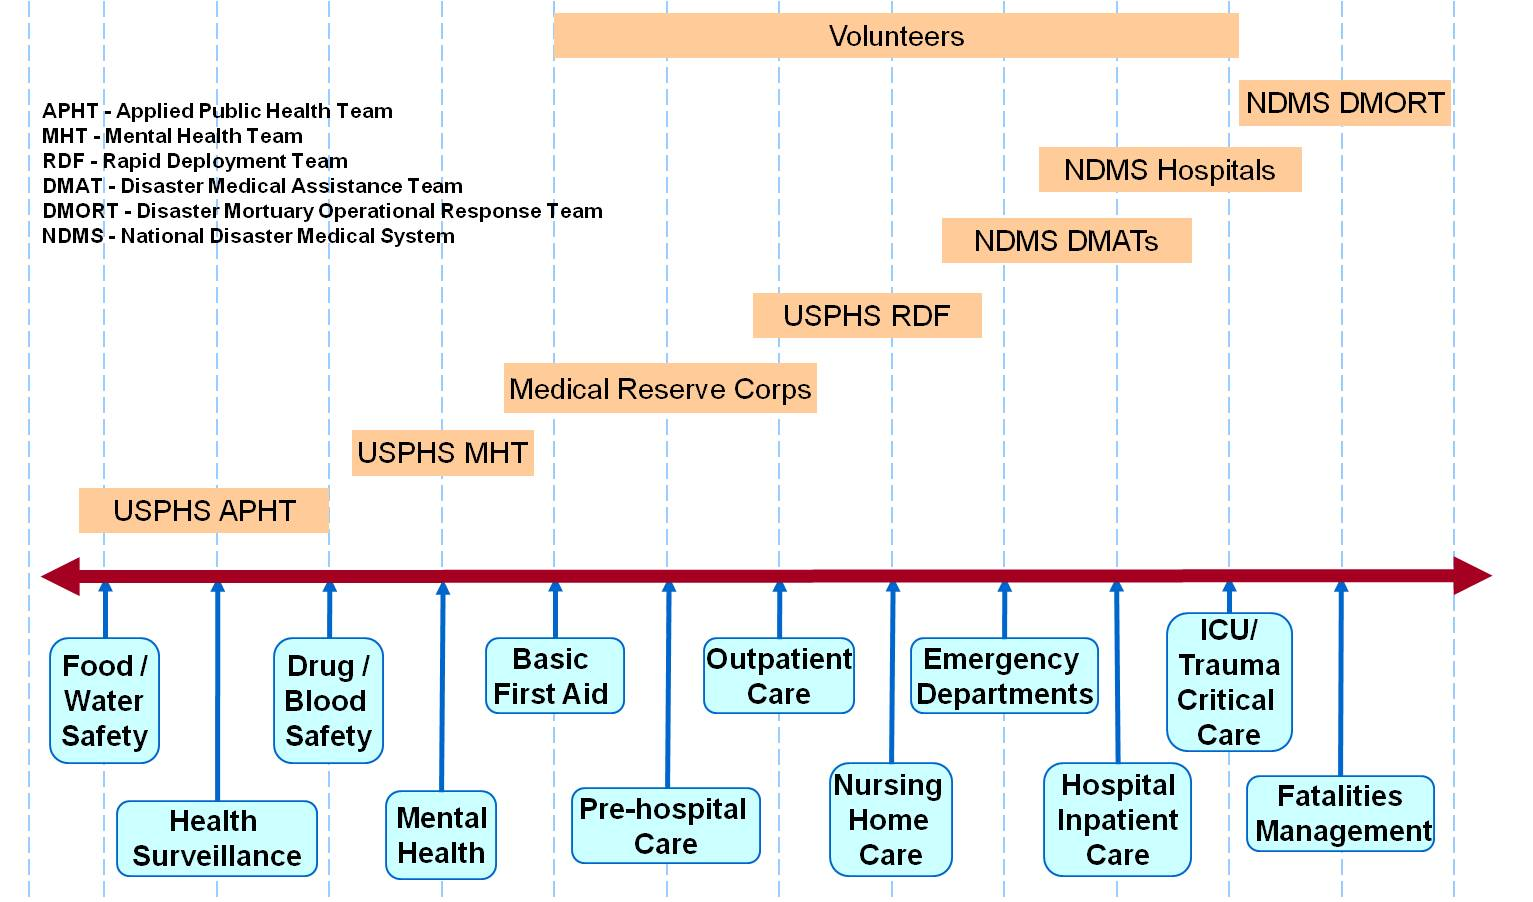 Volunteers
NDMS DMORT
APHT - Applied Public Health Team
MHT - Mental Health Team
RDF - Rapid Deployment Team
DMAT - Disaster Medical Assistance Team
DMORT - Disaster Mortuary Operational Response Team
NDMS - National Disaster Medical System
NDMS Hospitals
NDMS DMATs
USPHS RDF
Medical Reserve Corps
USPHS MHT
USPHS APHT
Food /
Water
Safety
Health
Surveillance
Drug /
Blood
Safety
Mental
Health
Basic
First Aid
Pre-hospital
Care
Outpatient
Care
Nursing
Home
Care
Emergency
Departments
Hospital
Inpatient
Care
ICU/
Trauma
Critical
Care
Fatalities
Management